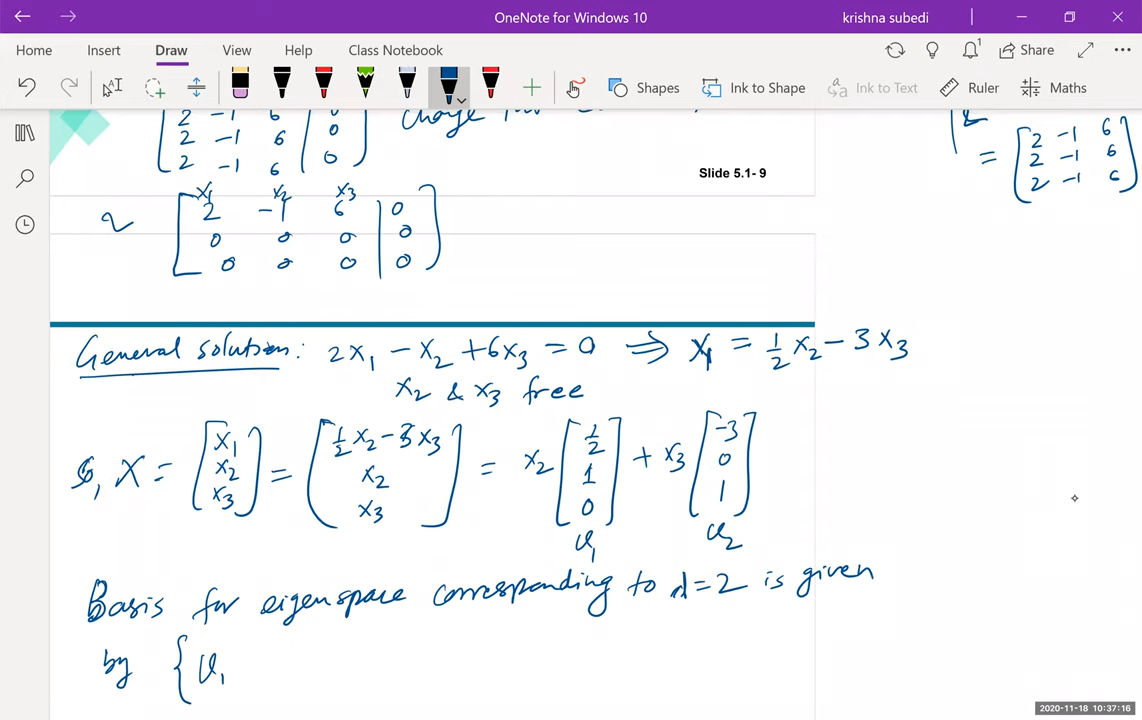 OneNote for Windows 10
krishna subedi
Home Insert Draw View Help Class Notebook
1 Share
Shapes Ink to Shape Ink to Text Ruler Maths
2 -1 6 | 0
2 -1 6 | 0
2 -1 6 | 0
= [2 -1 6
2 -1 6
2 -1 6]
Slide 5.1- 9
x1 x2 x3
~ [2 -1 6 | 0
0 0 0 | 0
0 0 0 | 0]
General solution: 2x1 - x2 + 6x3 = 0 ⇒ x1 = 1/2 x2 - 3x3
x2 & x3 free
So, X = [x1 x2 x3] = [1/2 x2 - 3x3 x2 x3] = x2 [1/2 1 0] + x3 [-3 0 1]
v1 v2
Basis for eigenspace corresponding to λ=2 is given
by { v1
2020-11-18 10:37:16